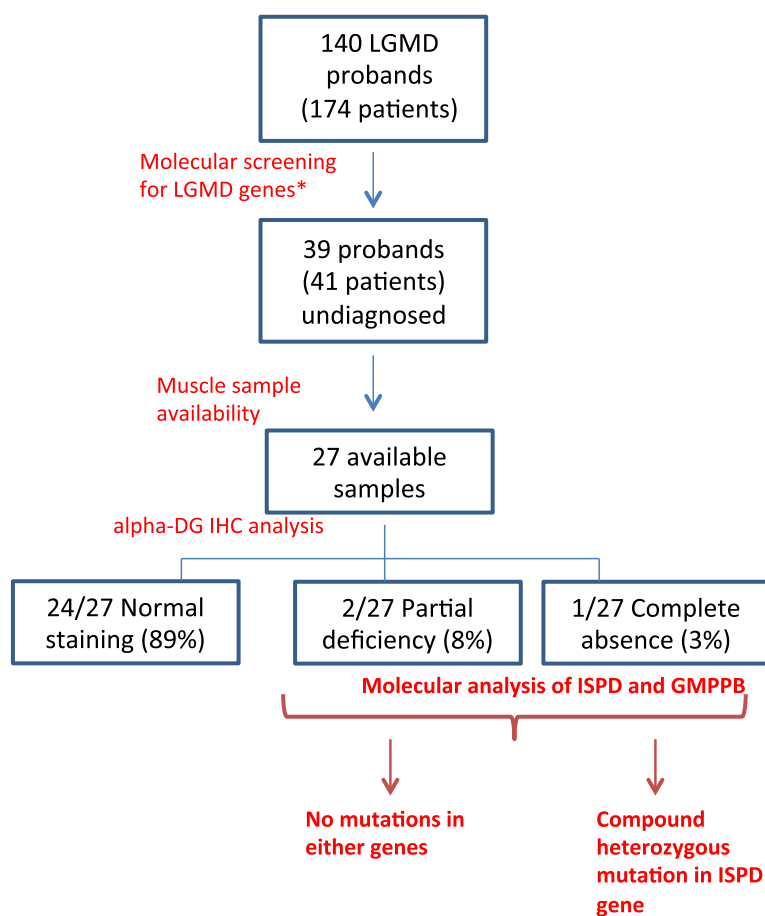 140 LGMD
probands
(174 patients)
Molecular screening
for LGMD genes*
39 probands
(41 patients)
undiagnosed
Muscle sample
availability
27 available
samples
alpha-DG IHC analysis
24/27 Normal
staining (89%)
2/27 Partial
deficiency (8%)
1/27 Complete
absence (3%)
Molecular analysis of ISPD and GMPPB
No mutations in
either genes
Compound
heterozygous
mutation in ISPD
gene